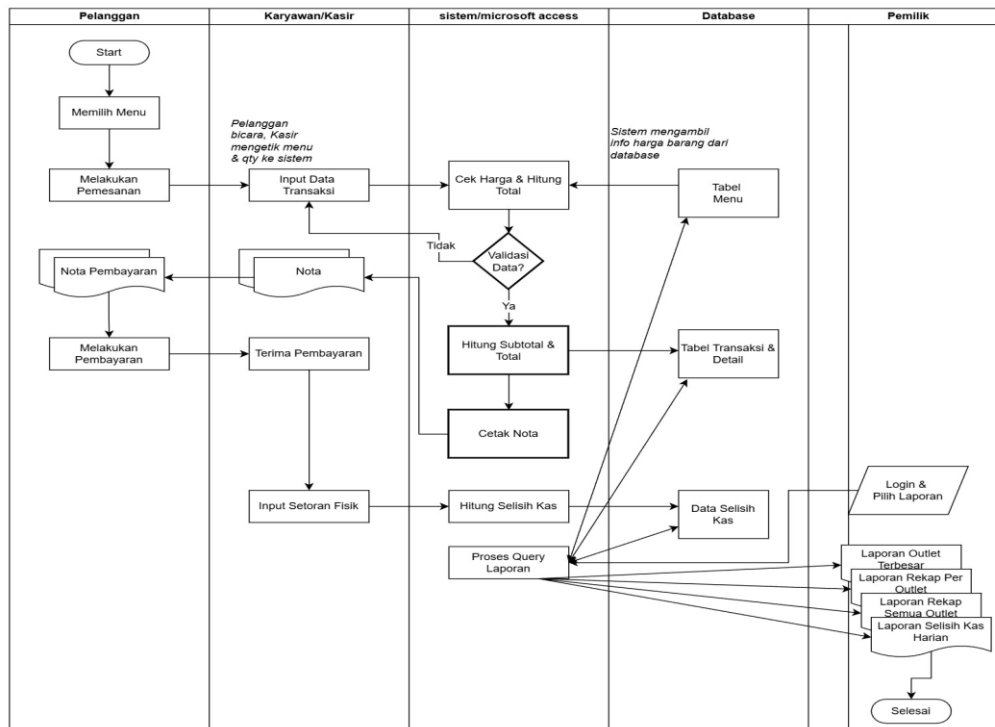 Pelanggan
Karyawan/Kasir
sistem/microsoft access
Database
Pemilik
Start
Memilih Menu
Pelanggan
bicara, Kasir
mengetik menu
& qty ke sistem
Sistem mengambil
info harga barang dari
database
Melakukan
Pemesanan
Input Data
Transaksi
Cek Harga & Hitung
Total
Tabel
Menu
Tidak
Validasi
Data?
Nota Pembayaran
Nota
Ya
Melakukan
Pembayaran
Terima Pembayaran
Hitung Subtotal &
Total
Tabel Transaksi &
Detail
Cetak Nota
Login &
Pilih Laporan
Input Setoran Fisik
Hitung Selisih Kas
Data Selisih
Kas
Proses Query
Laporan
Laporan Outlet
Terbesar
Laporan Rekap Per
Outlet
Laporan Rekap
Semua Outlet
Laporan Selisih Kas
Harian
Selesai